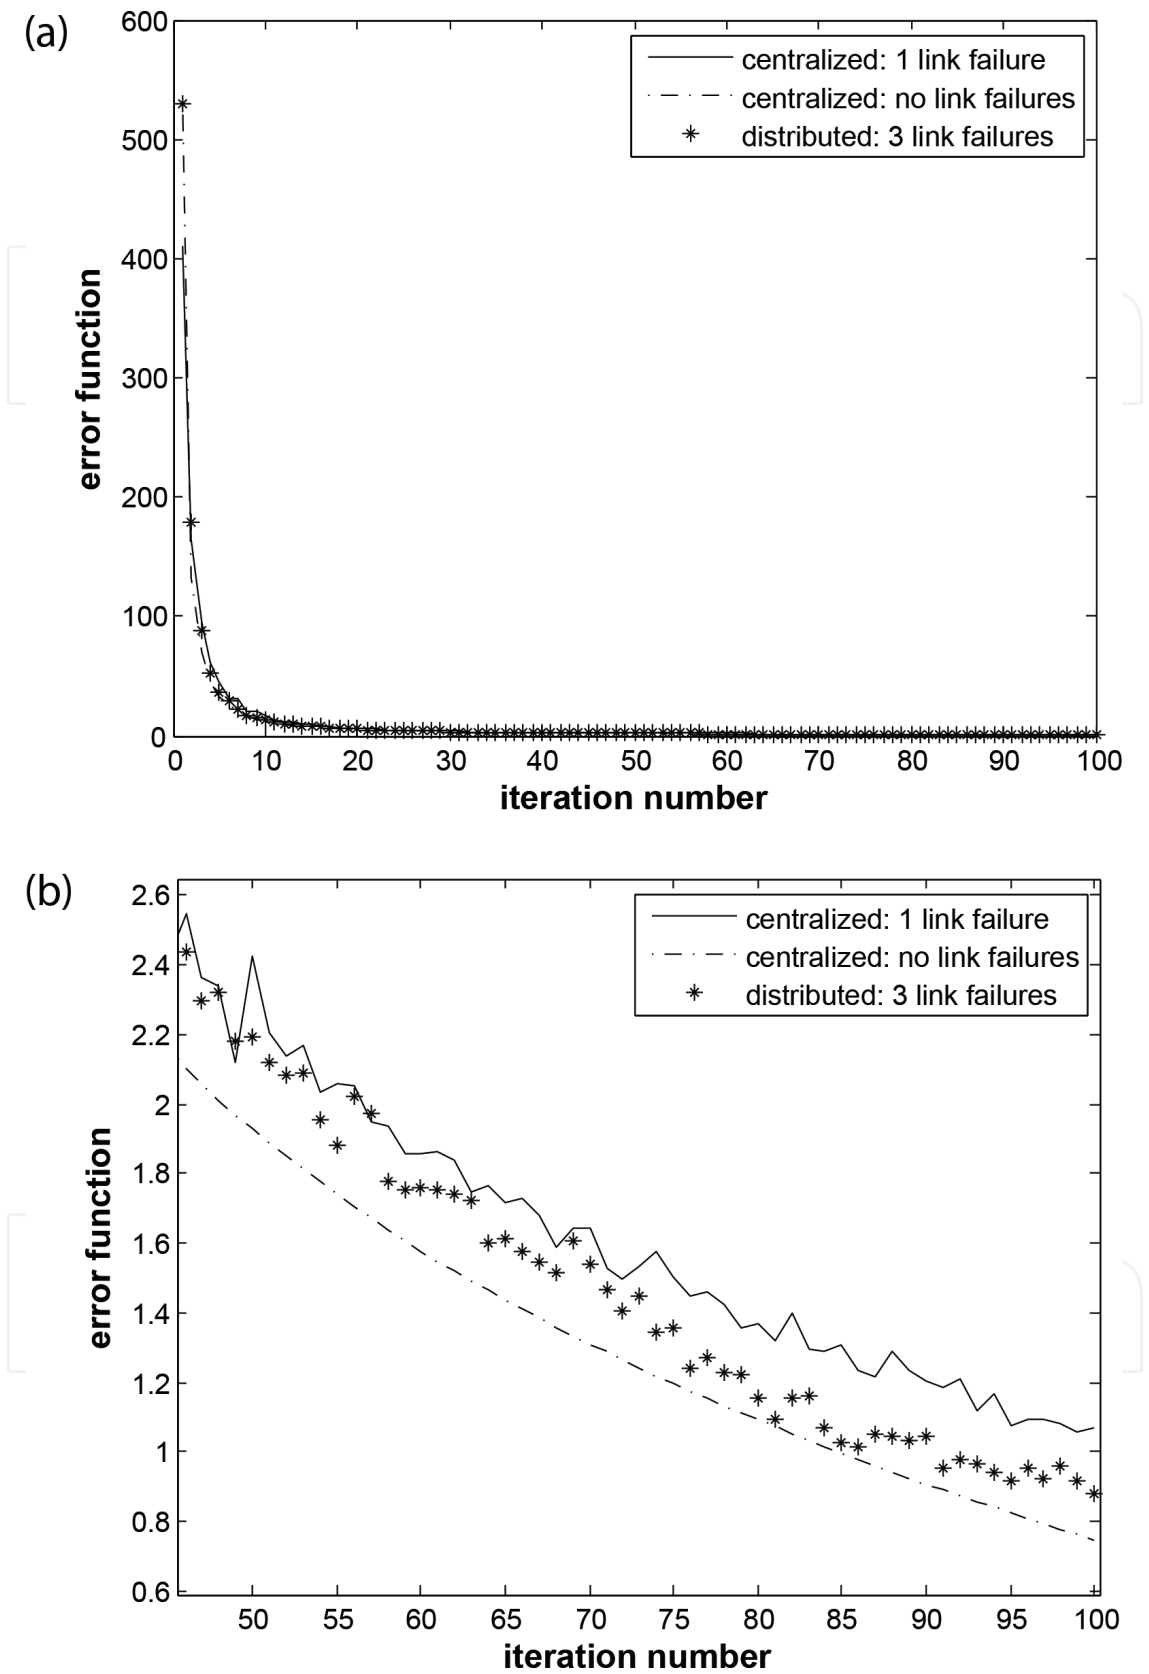 (a)
600
500
400
300
200
100
0
error function
centralized: 1 link failure
centralized: no link failures
distributed: 3 link failures
0 10 20 30 40 50 60 70 80 90 100
iteration number
(b)
2.6
2.4
2.2
2
1.8
1.6
1.4
1.2
1
0.8
0.6
error function
centralized: 1 link failure
centralized: no link failures
distributed: 3 link failures
50 55 60 65 70 75 80 85 90 95 100
iteration number